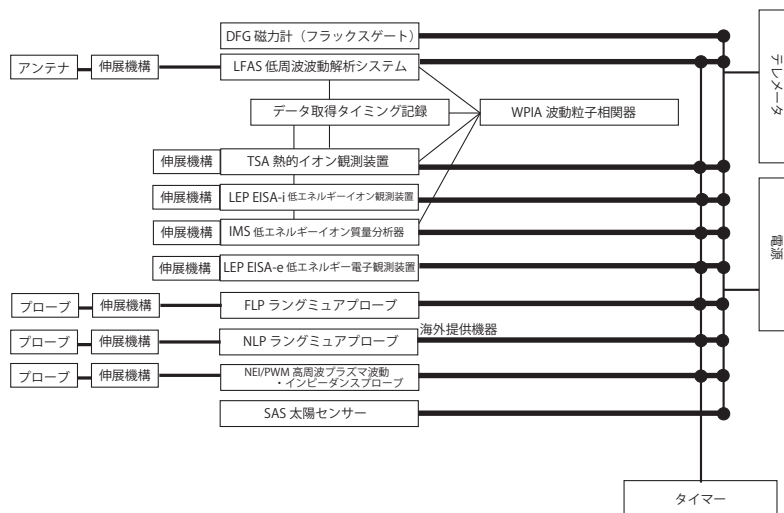 DFG 磁力計（フラックスゲート）
アンテナ
伸展機構
LFAS 低周波波動解析システム
テレメータ
データ取得タイミング記録
WPIA 波動粒子相関器
伸展機構
TSA 熱的イオン観測装置
伸展機構
LEP EISA-i 低エネルギーイオン観測装置
電源
伸展機構
IMS 低エネルギーイオン質量分析器
伸展機構
LEP EISA-e 低エネルギー電子観測装置
プローブ
伸展機構
FLP ラングミュアプローブ
海外提供機器
プローブ
伸展機構
NLP ラングミュアプローブ
プローブ
伸展機構
NEI/PWM 高周波プラズマ波動
・インピーダンスプローブ
SAS 太陽センサー
タイマー